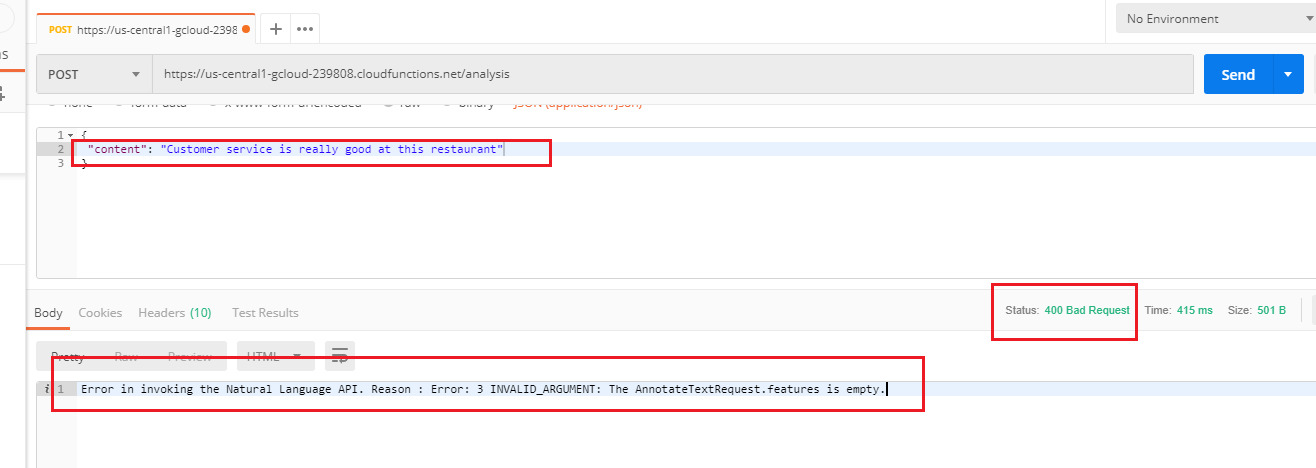 POST https://us-central1-gcloud-2398
No Environment
POST https://us-central1-gcloud-239808.cloudfunctions.net/analysis Send
none form-data x-www-form-urlencoded raw binary JSON (application/json)
1 {
2 "content": "Customer service is really good at this restaurant"
3 }
Body Cookies Headers (10) Test Results Status: 400 Bad Request Time: 415 ms Size: 501 B
Pretty Raw Preview HTML
i 1 Error in invoking the Natural Language API. Reason : Error: 3 INVALID_ARGUMENT: The AnnotateTextRequest.features is empty.